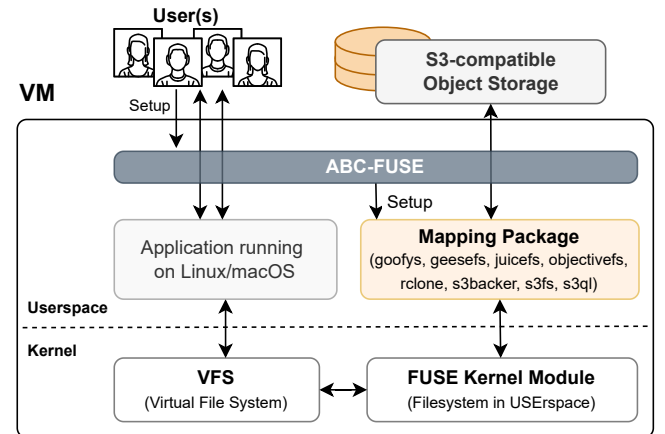 User(s)
S3-compatible
Object Storage
VM
Setup
ABC-FUSE
Setup
Application running
on Linux/macOS
Mapping Package
(goofys, geesefs, juicefs, objectivefs,
rclone, s3backer, s3fs, s3ql)
Userspace
Kernel
VFS
(Virtual File System)
FUSE Kernel Module
(Filesystem in USErspace)